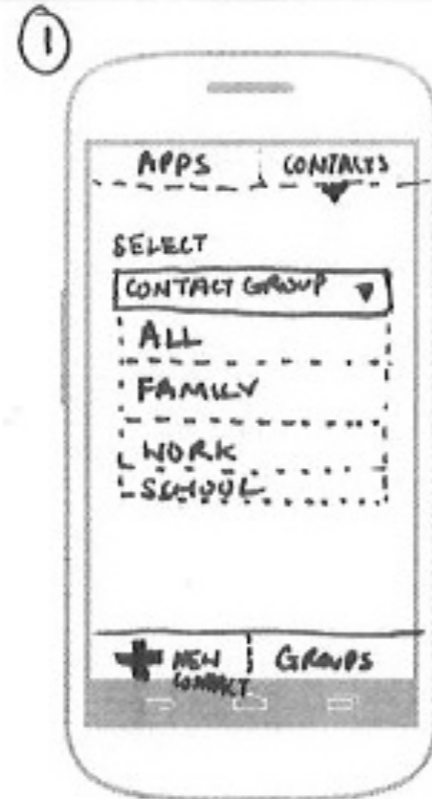 1
APPS CONTACTS
SELECT
CONTACT GROUP
ALL
FAMILY
WORK
SCHOOL
NEW CONTACT GROUPS